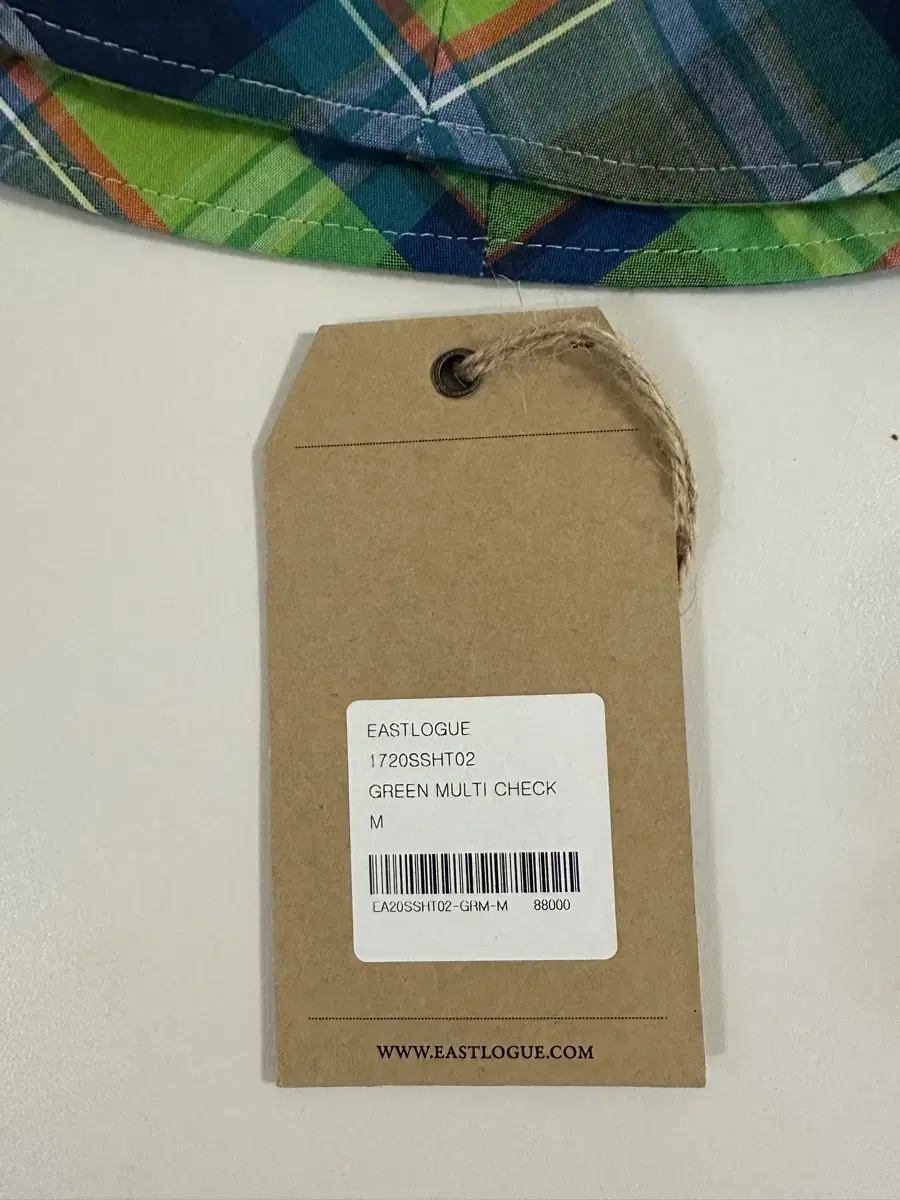 EASTLOGUE
1720SSHT02
GREEN MULTI CHECK
M
EA20SSHT02-GRM-M 88000
WWW.EASTLOGUE.COM